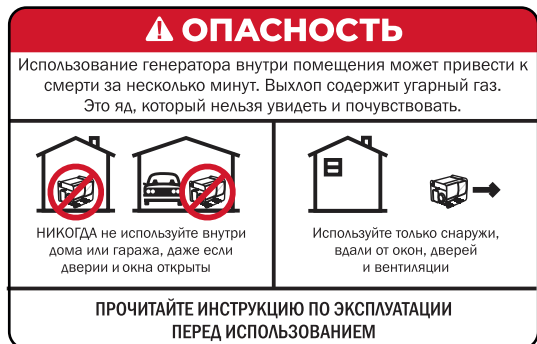 ОПАСНОСТЬ
Использование генератора внутри помещения может привести к
смерти за несколько минут. Выхлоп содержит угарный газ.
Это яд, который нельзя увидеть и почувствовать.
НИКОГДА не используйте внутри
дома или гаража, даже если
дверии и окна открыты
Используйте только снаружи,
вдали от окон, дверей
и вентиляции
ПРОЧИТАЙТЕ ИНСТРУКЦИЮ ПО ЭКСПЛУАТАЦИИ
ПЕРЕД ИСПОЛЬЗОВАНИЕМ